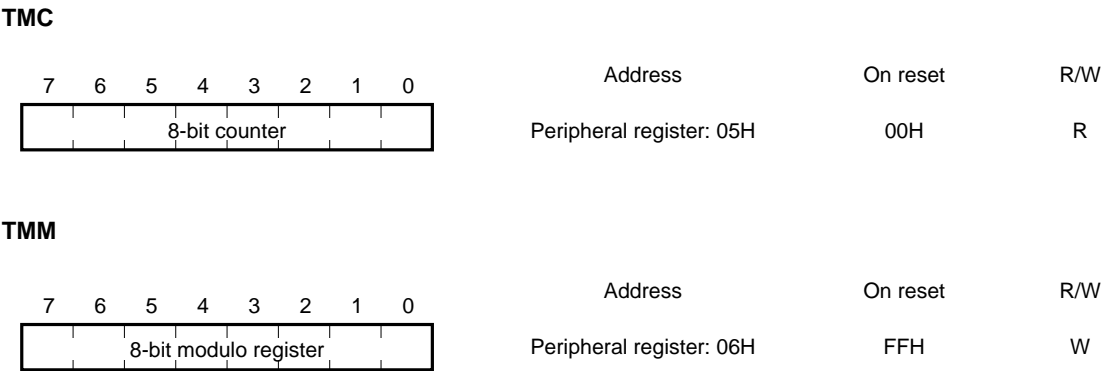 TMC
Address On reset R/W
7 6 5 4 3 2 1 0
8-bit counter Peripheral register: 05H 00H R
TMM
Address On reset R/W
7 6 5 4 3 2 1 0
8-bit modulo register Peripheral register: 06H FFH W